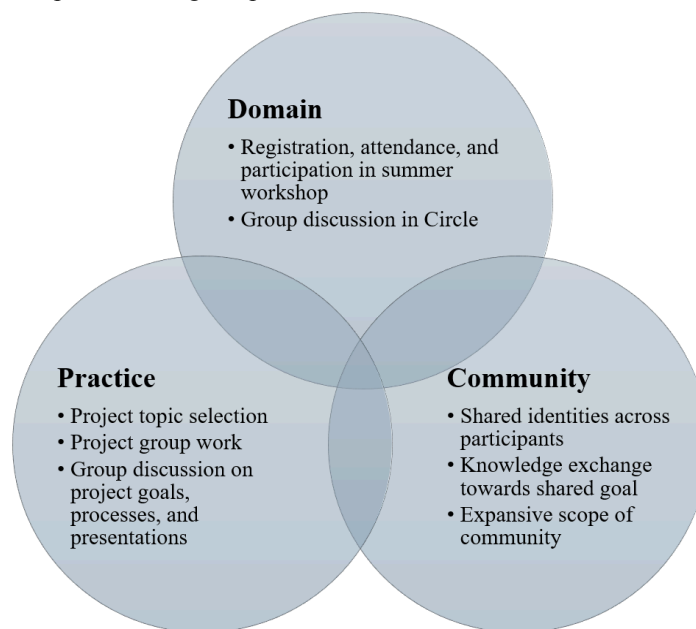 Domain
• Registration, attendance, and
participation in summer
workshop
• Group discussion in Circle
Practice
• Project topic selection
• Project group work
• Group discussion on
project goals,
processes, and
presentations
Community
• Shared identities across
participants
• Knowledge exchange
towards shared goal
• Expansive scope of
community